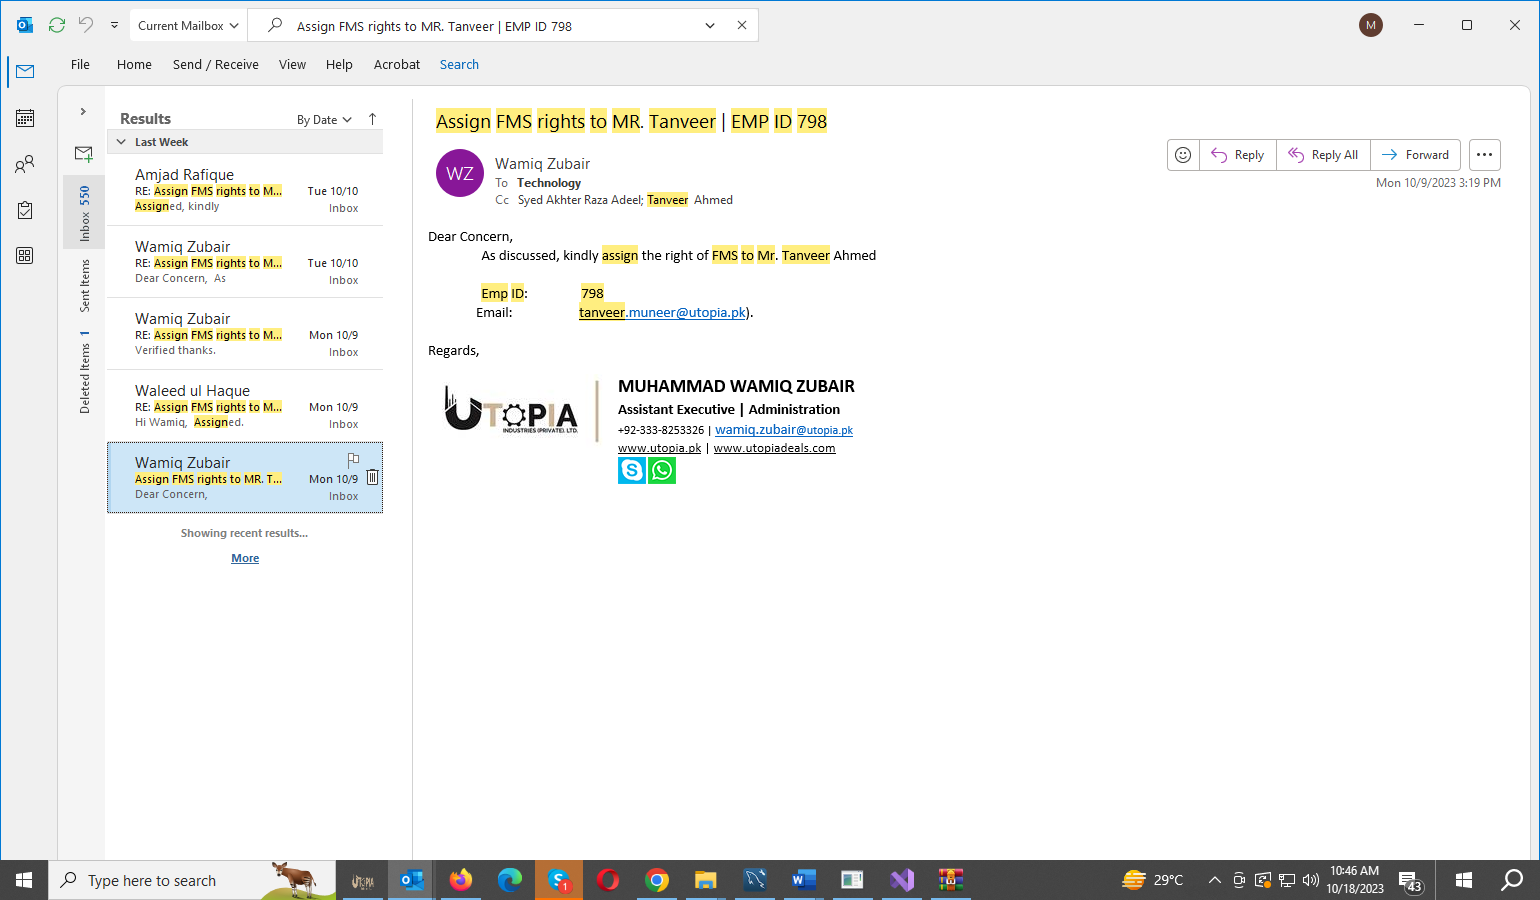 Current Mailbox
Assign FMS rights to MR. Tanveer | EMP ID 798
M
File Home Send / Receive View Help Acrobat Search
Results
By Date
Last Week
Amjad Rafique
RE: Assign FMS rights to M... Tue 10/10
Assigned, kindly Inbox
Wamiq Zubair
RE: Assign FMS rights to M... Tue 10/10
Dear Concern, As Inbox
Wamiq Zubair
RE: Assign FMS rights to M... Mon 10/9
Verified thanks. Inbox
Waleed ul Haque
RE: Assign FMS rights to M... Mon 10/9
Hi Wamiq, Assigned. Inbox
Wamiq Zubair
Assign FMS rights to MR. T... Mon 10/9
Dear Concern, Inbox
Showing recent results...
More
Inbox 550
Sent Items
Deleted Items 1
Assign FMS rights to MR. Tanveer | EMP ID 798
WZ
Wamiq Zubair
To Technology
Cc Syed Akhter Raza Adeel; Tanveer Ahmed
Reply Reply All Forward
Mon 10/9/2023 3:19 PM
Dear Concern,
As discussed, kindly assign the right of FMS to Mr. Tanveer Ahmed
Emp ID: 798
Email: tanveer.muneer@utopia.pk).
Regards,
UTOPIA
INDUSTRIES (PRIVATE). LTD.
MUHAMMAD WAMIQ ZUBAIR
Assistant Executive | Administration
+92-333-8253326 | wamiq.zubair@utopia.pk
www.utopia.pk | www.utopiadeals.com
Type here to search
UTOPIA
1
29°C
10:46 AM
10/18/2023
43